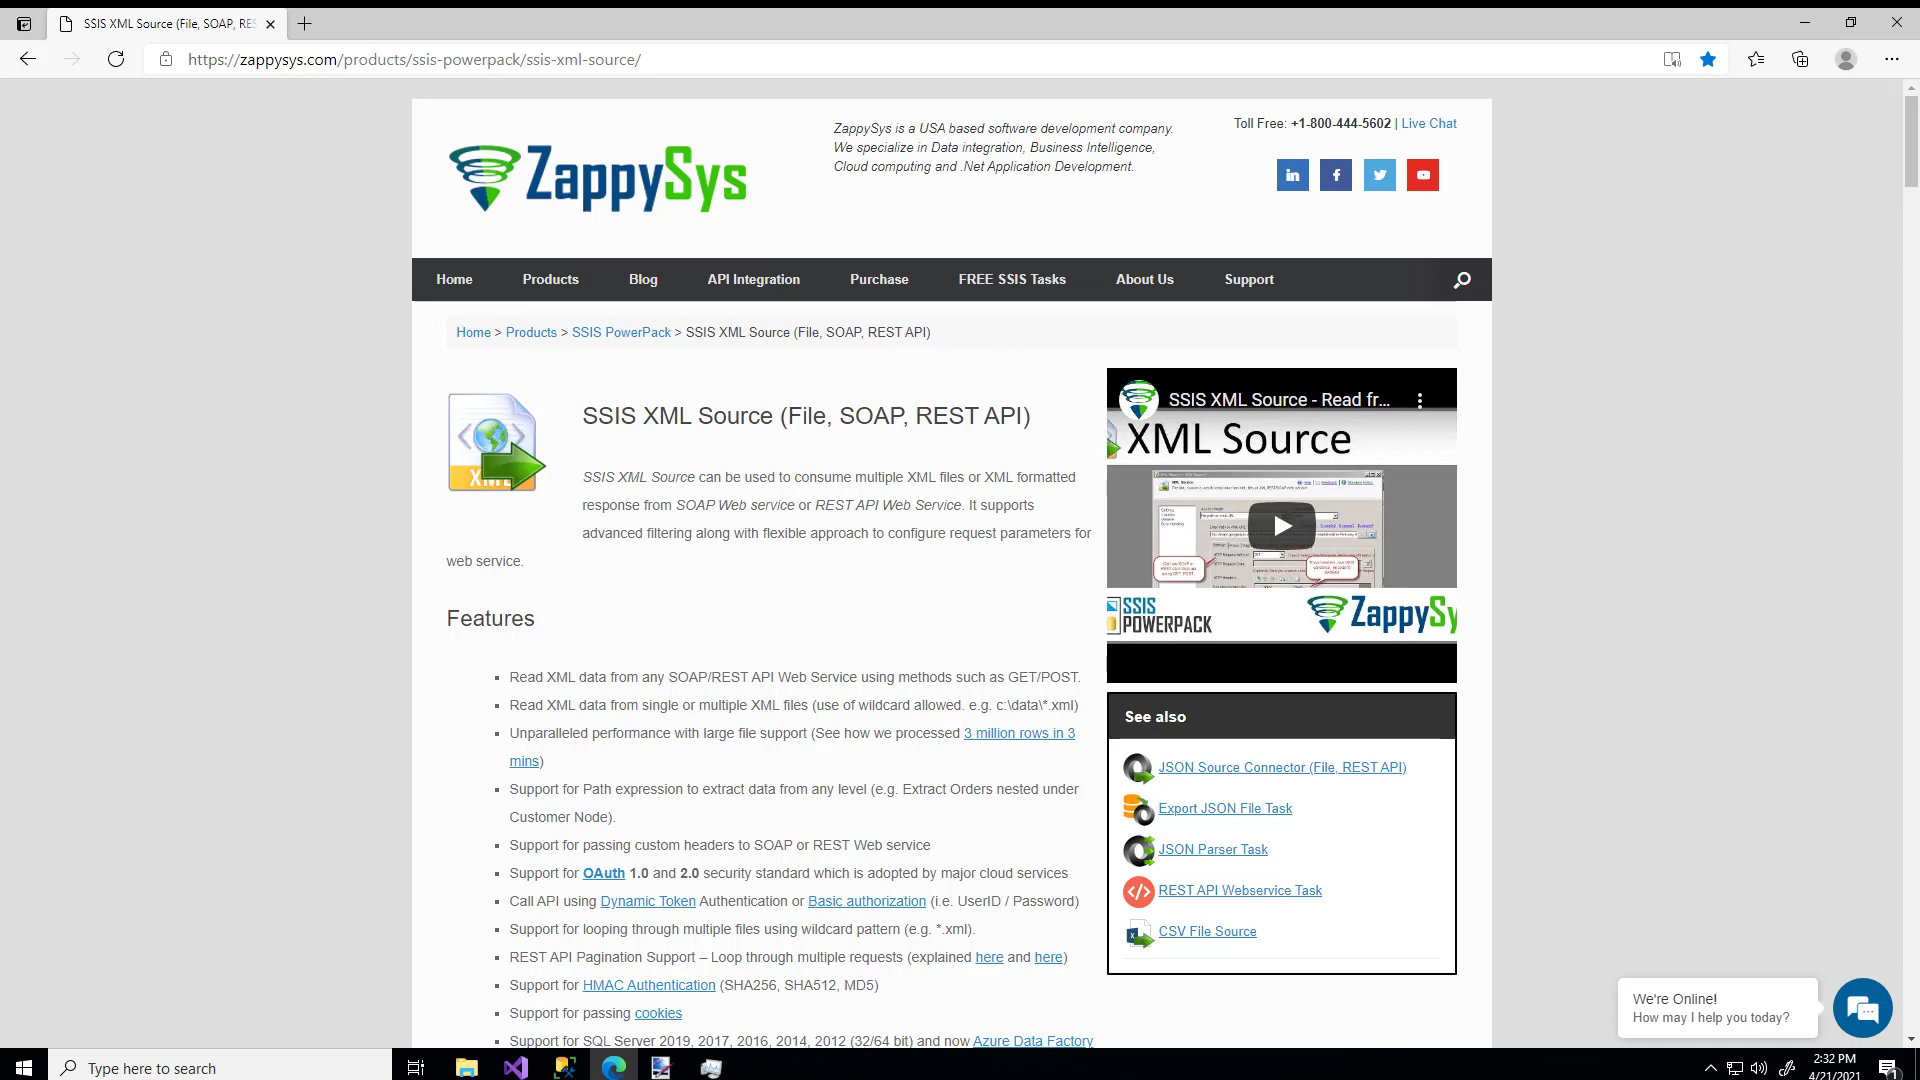 SSIS XML Source (File, SOAP, RES
https://zappysys.com/products/ssis-powerpack/ssis-xml-source/
ZappySys
ZappySys is a USA based software development company.
We specialize in Data integration, Business Intelligence,
Cloud computing and .Net Application Development.
Toll Free: +1-800-444-5602 | Live Chat
Home Products Blog API Integration Purchase FREE SSIS Tasks About Us Support
Home > Products > SSIS PowerPack > SSIS XML Source (File, SOAP, REST API)
XML
SSIS XML Source (File, SOAP, REST API)
SSIS XML Source can be used to consume multiple XML files or XML formatted
response from SOAP Web service or REST API Web Service. It supports
advanced filtering along with flexible approach to configure request parameters for
web service.
SSIS XML Source - Read fr...
XML Source
SSIS
POWERPACK
ZappySy
Features
Read XML data from any SOAP/REST API Web Service using methods such as GET/POST.
Read XML data from single or multiple XML files (use of wildcard allowed. e.g. c:\data\*.xml)
Unparalleled performance with large file support (See how we processed 3 million rows in 3
mins)
Support for Path expression to extract data from any level (e.g. Extract Orders nested under
Customer Node).
Support for passing custom headers to SOAP or REST Web service
Support for OAuth 1.0 and 2.0 security standard which is adopted by major cloud services
Call API using Dynamic Token Authentication or Basic authorization (i.e. UserID / Password)
Support for looping through multiple files using wildcard pattern (e.g. *.xml).
REST API Pagination Support – Loop through multiple requests (explained here and here)
Support for HMAC Authentication (SHA256, SHA512, MD5)
Support for passing cookies
Support for SQL Server 2019, 2017, 2016, 2014, 2012 (32/64 bit) and now Azure Data Factory
See also
JSON Source Connector (File, REST API)
Export JSON File Task
JSON Parser Task
REST API Webservice Task
CSV File Source
We're Online!
How may I help you today?
Type here to search
2:32 PM
4/21/2021
1